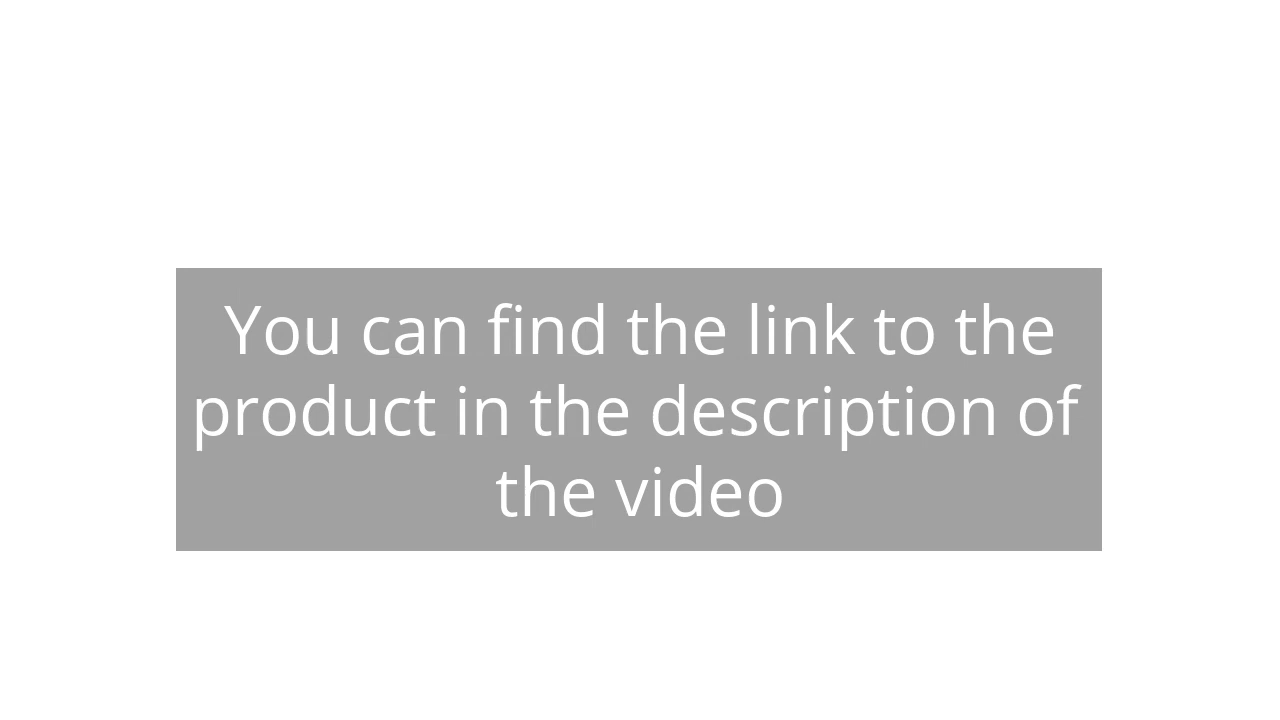 You can find the link to the
product in the description of
the video